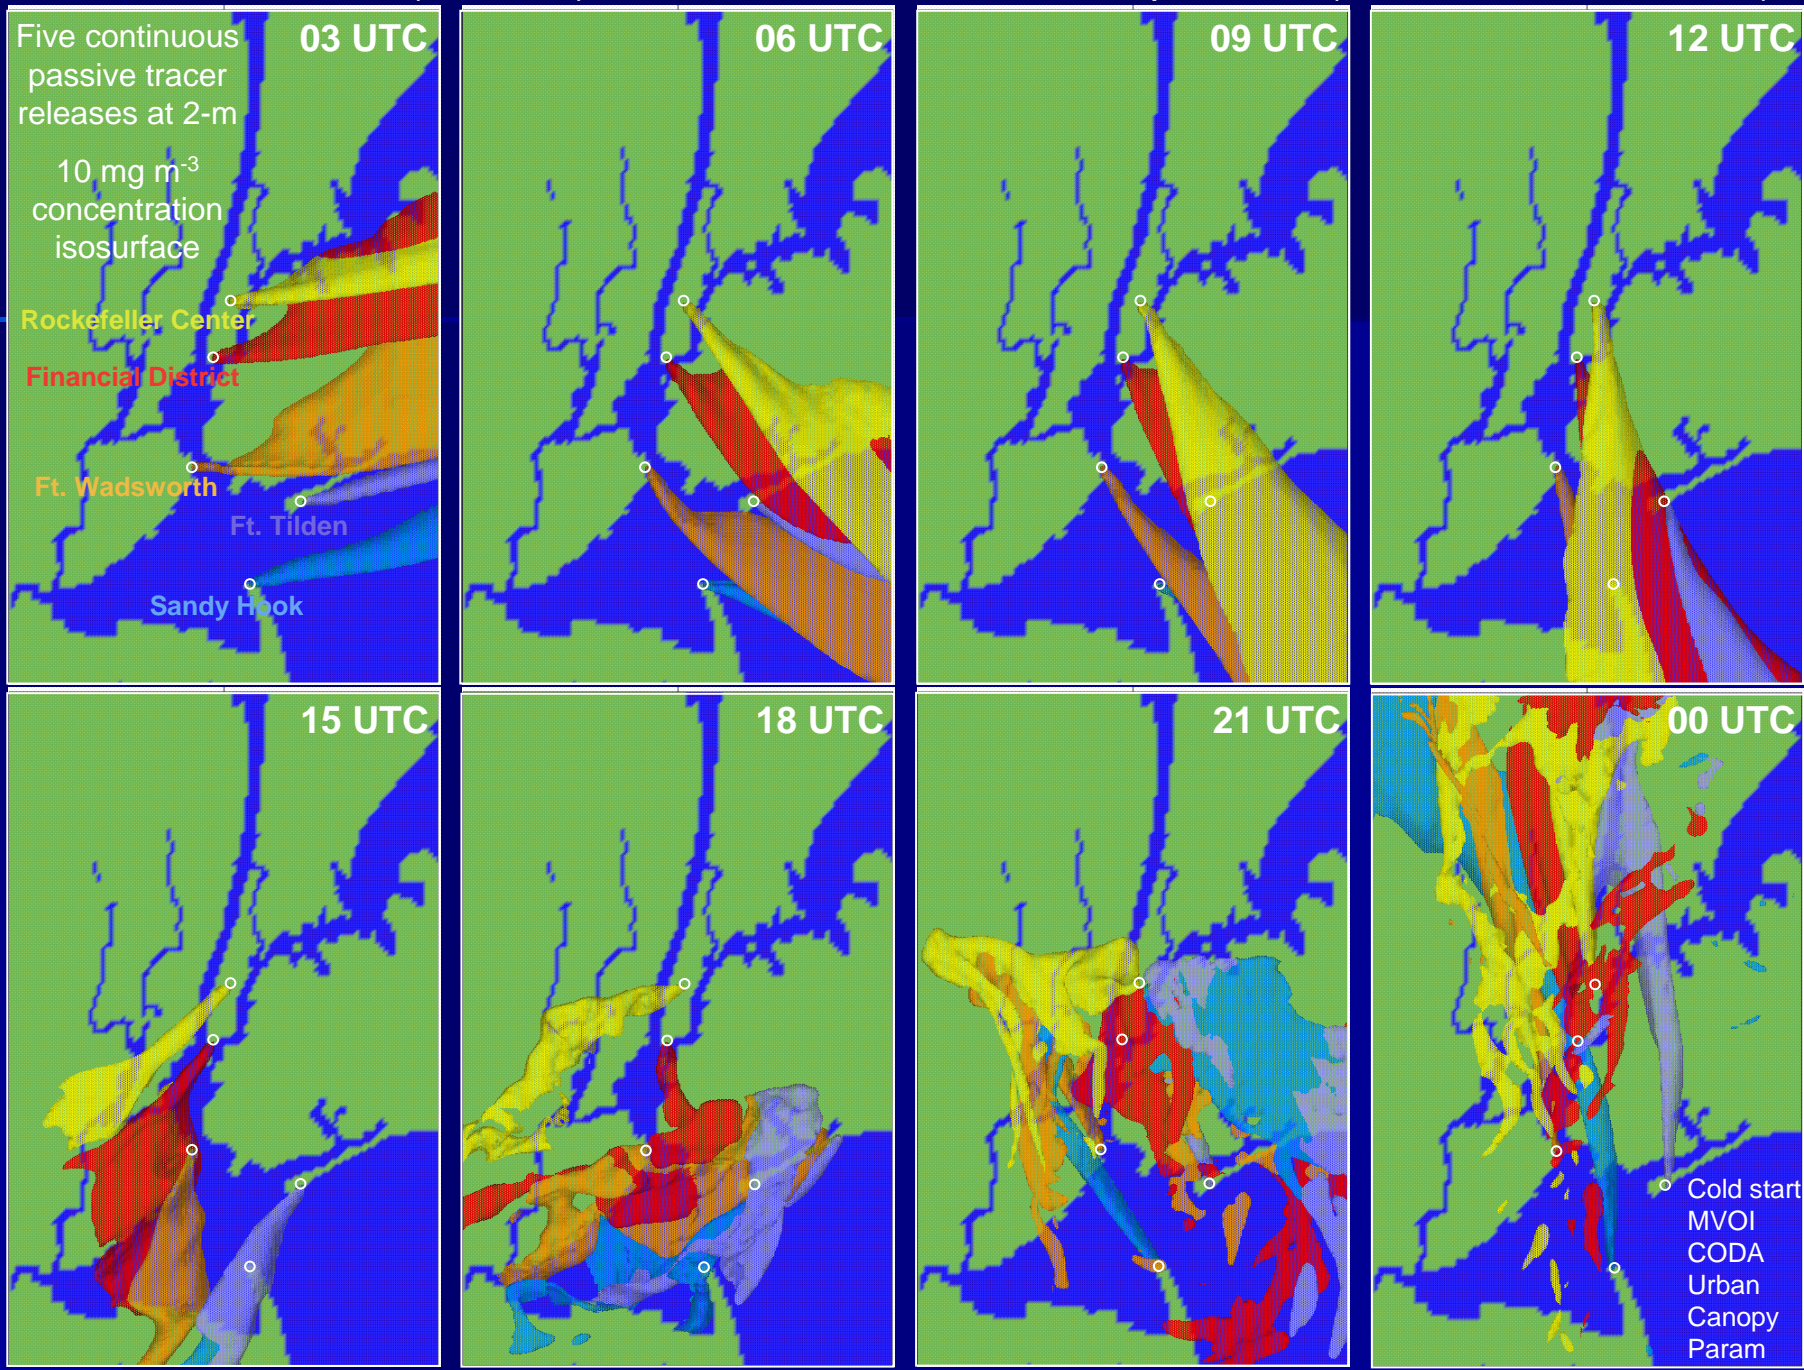 Five continuous
passive tracer
releases at 2-m
10 mg m-3
concentration
isosurface
03 UTC
06 UTC
09 UTC
12 UTC
Rockefeller Center
Financial District
Ft. Wadsworth
Ft. Tilden
Sandy Hook
15 UTC
18 UTC
21 UTC
00 UTC
Cold start
MVOI
CODA
Urban
Canopy
Param